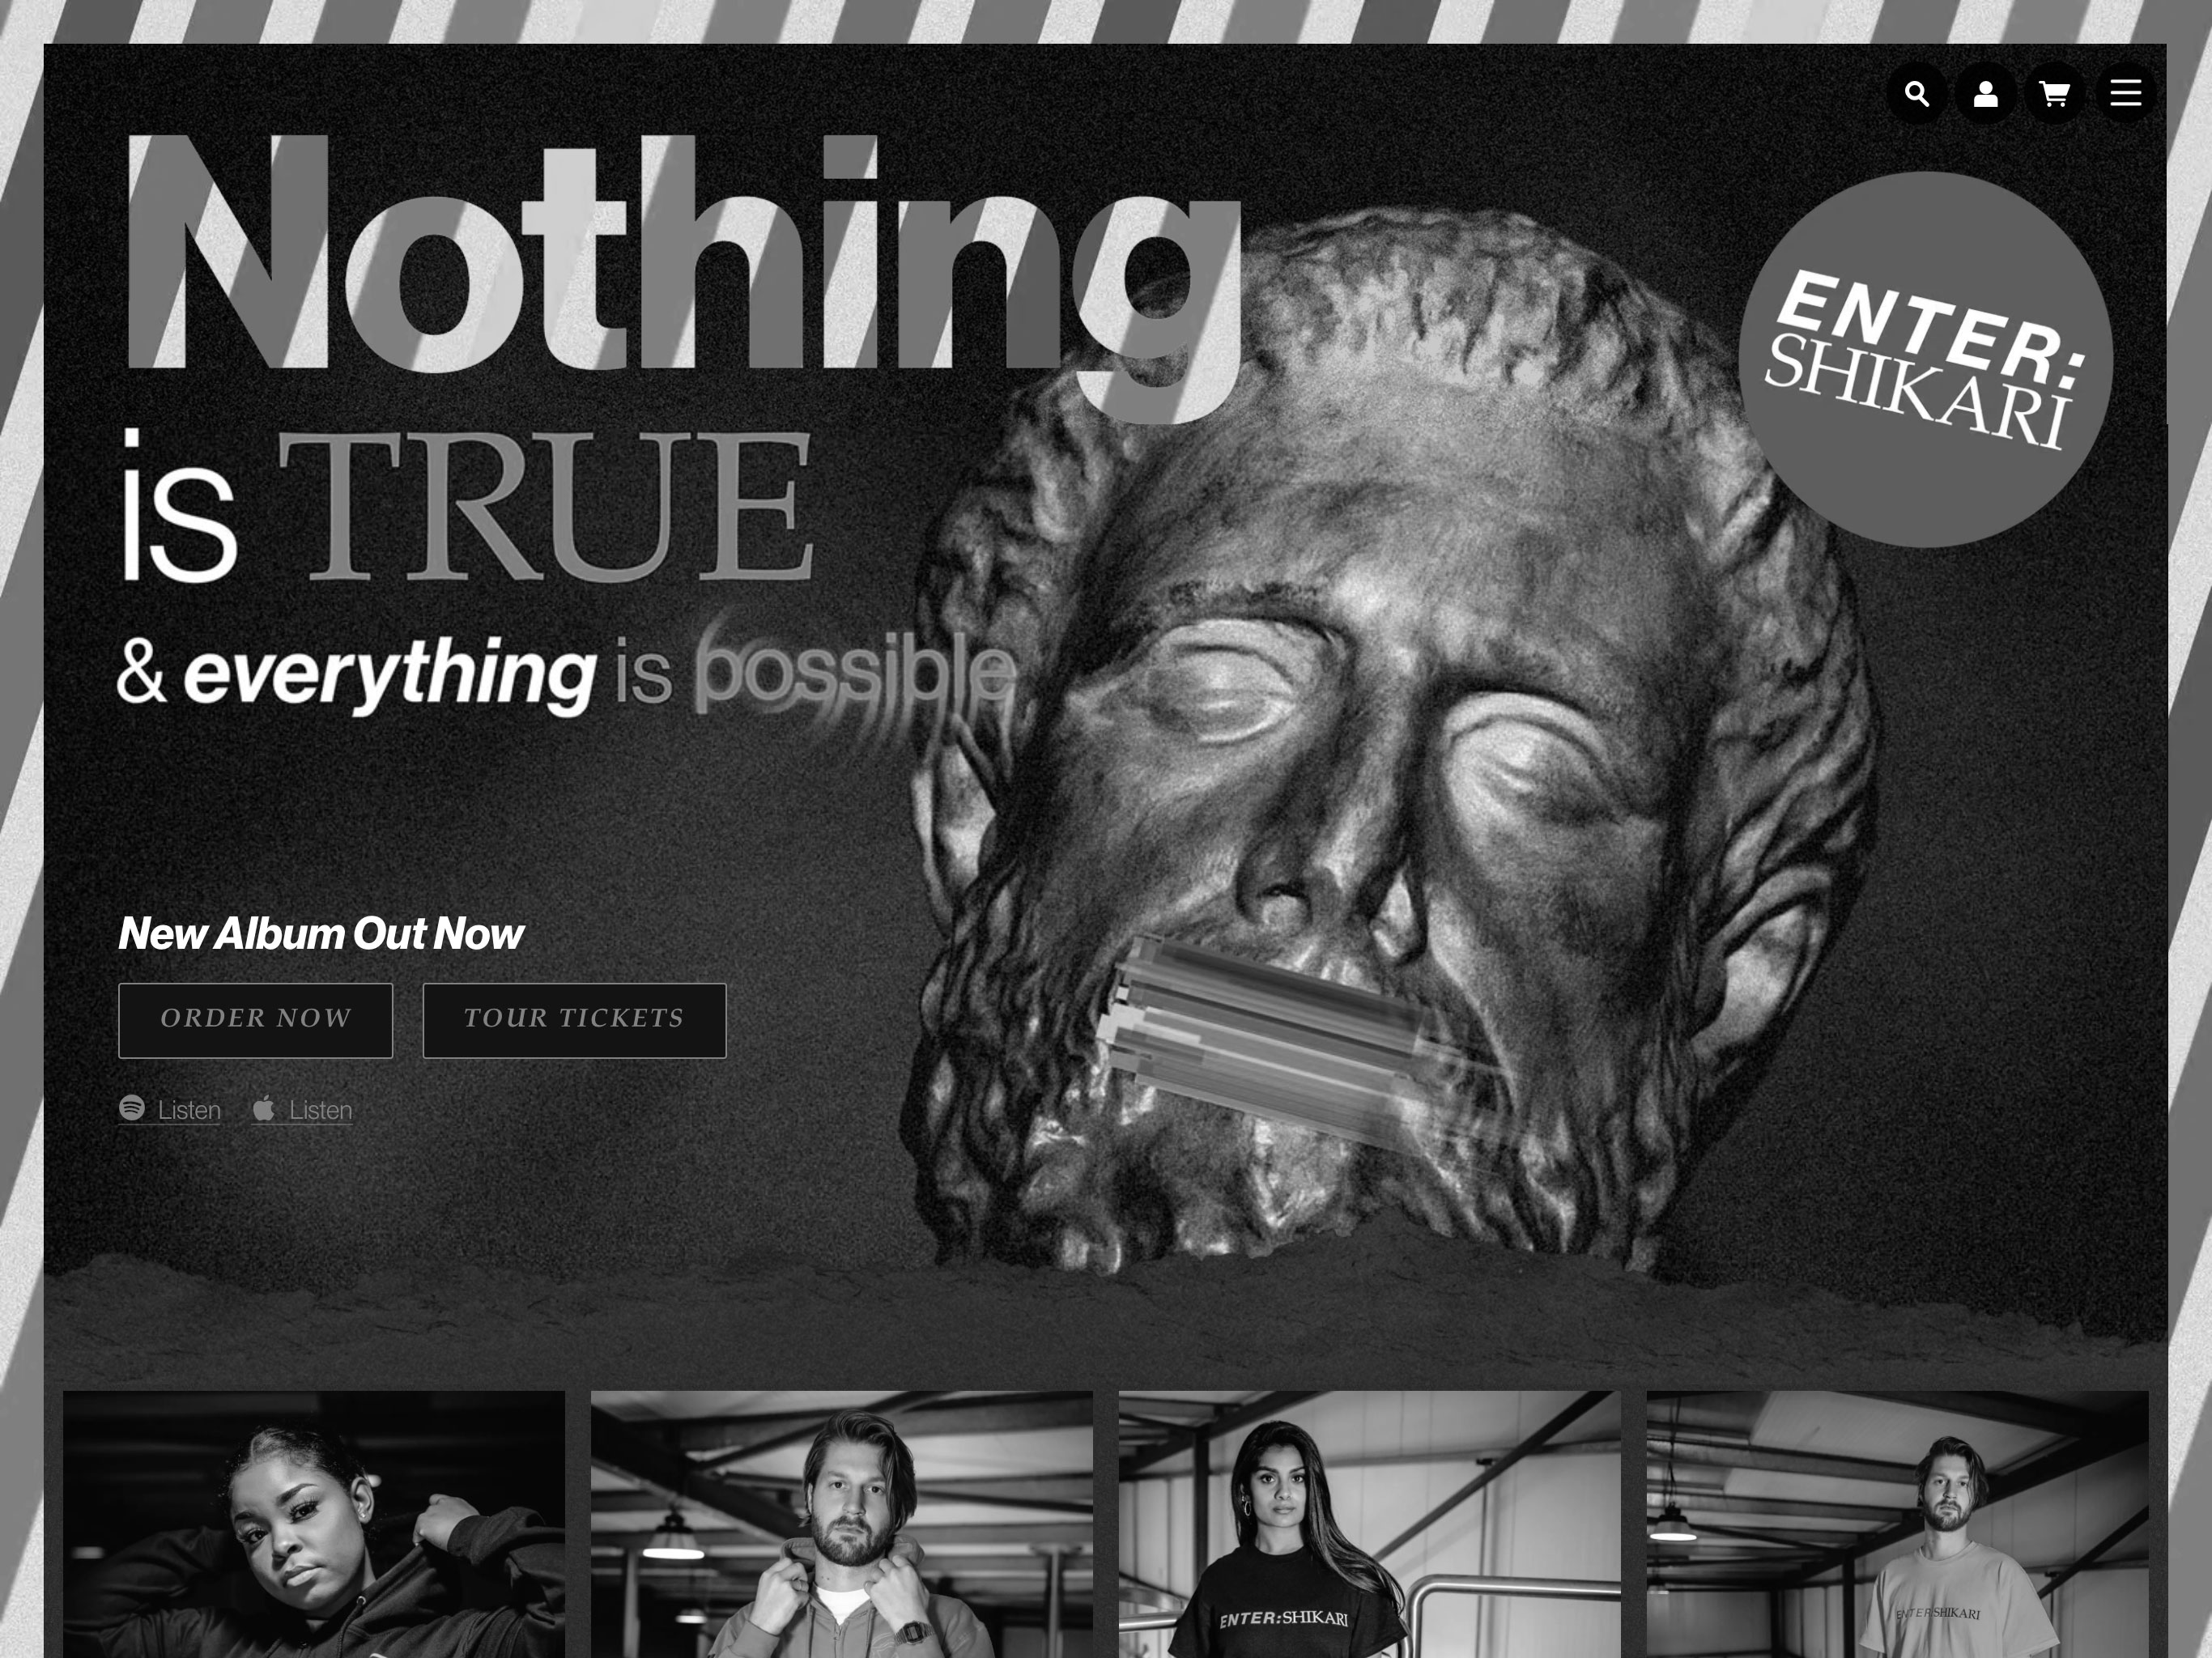 Nothing
is TRUE
& everything is possible
ENTER:
SHIKARI
New Album Out Now
ORDER NOW
TOUR TICKETS
Listen
Listen
ENTER:SHIKARI
ENTER:SHIKARI